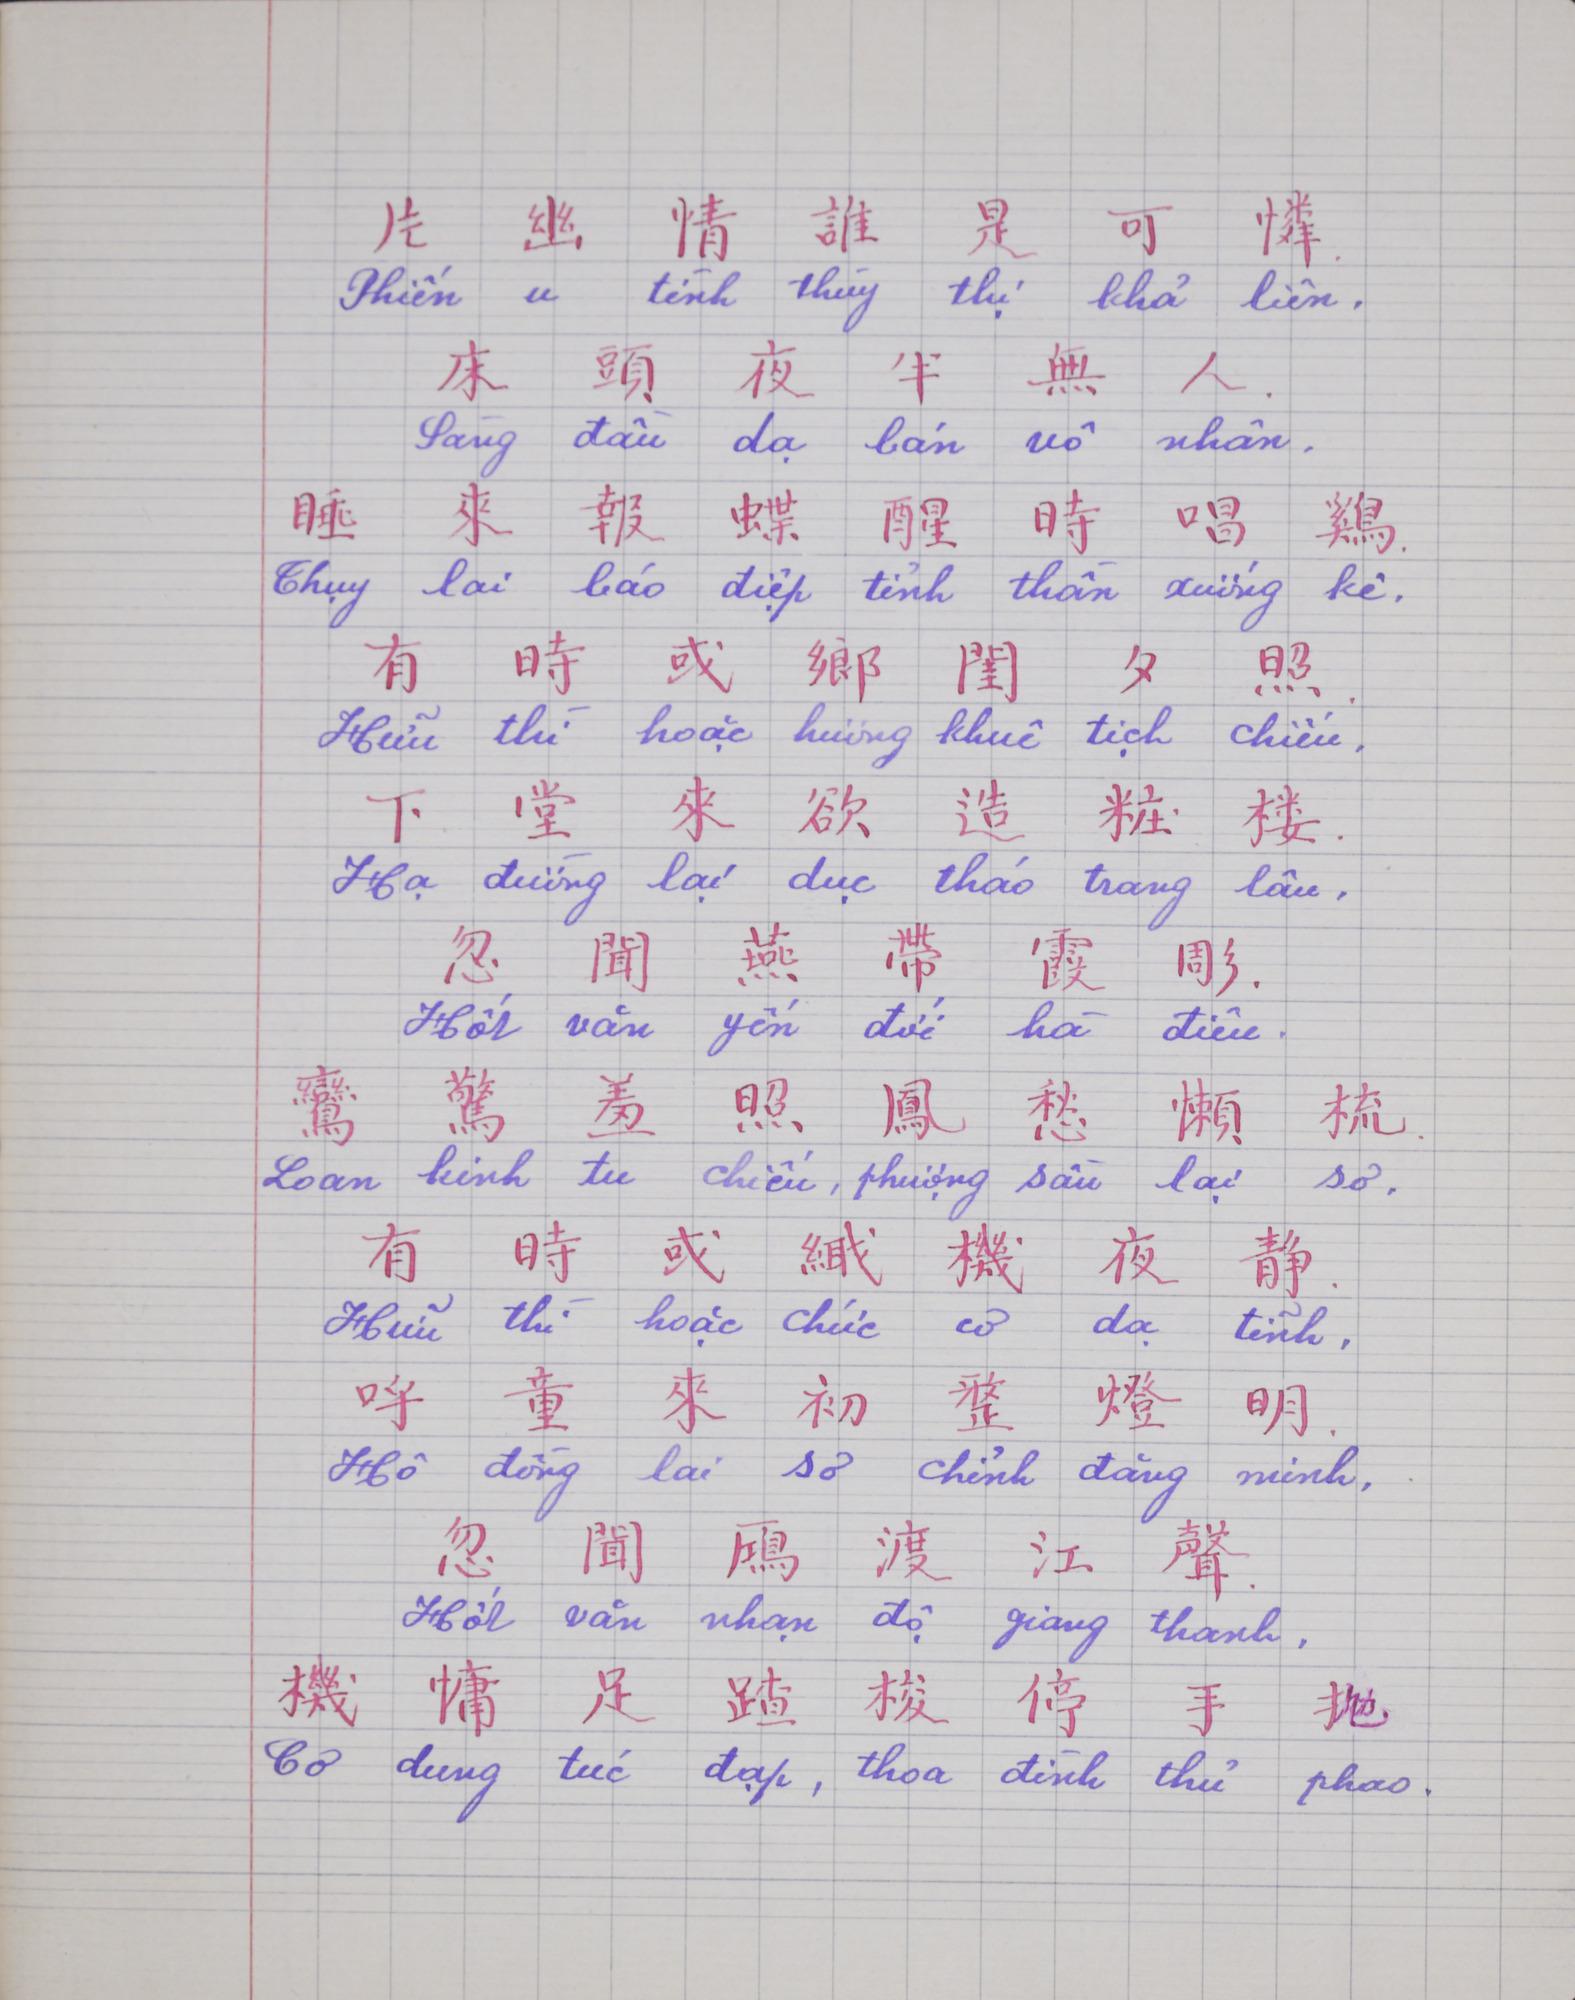 片幽情誰是可憐.
Phiến u tình thùy thị khả liên.
床頭夜半無人.
Sàng đầu dạ bán vô nhân.
睡來報蝶醒時唱鷄.
Thụy lai báo điệp tỉnh thần xướng kê.
有時或鄉閨夕照.
Hữu thì hoặc hương khuê tịch chiếu,
下堂來欲造粧楼.
Hạ đường lại dục tháo trang lâu,
忽聞燕帶霞彫.
Hốt văn yến đới hà điêu.
鸞驚羞照鳳愁懶梳.
Loan kinh tu chiếu, phượng sầu lại sơ.
有時或織機夜静.
Hữu thì hoặc chức cơ dạ tĩnh,
呼童來初整燈明.
Hô đồng lai sơ chỉnh đăng minh,
忽聞鴈渡江聲.
Hốt văn nhạn độ giang thanh,
機慵足踏梭停手抛.
Cơ dung túc đạp, thoa đình thủ phao.